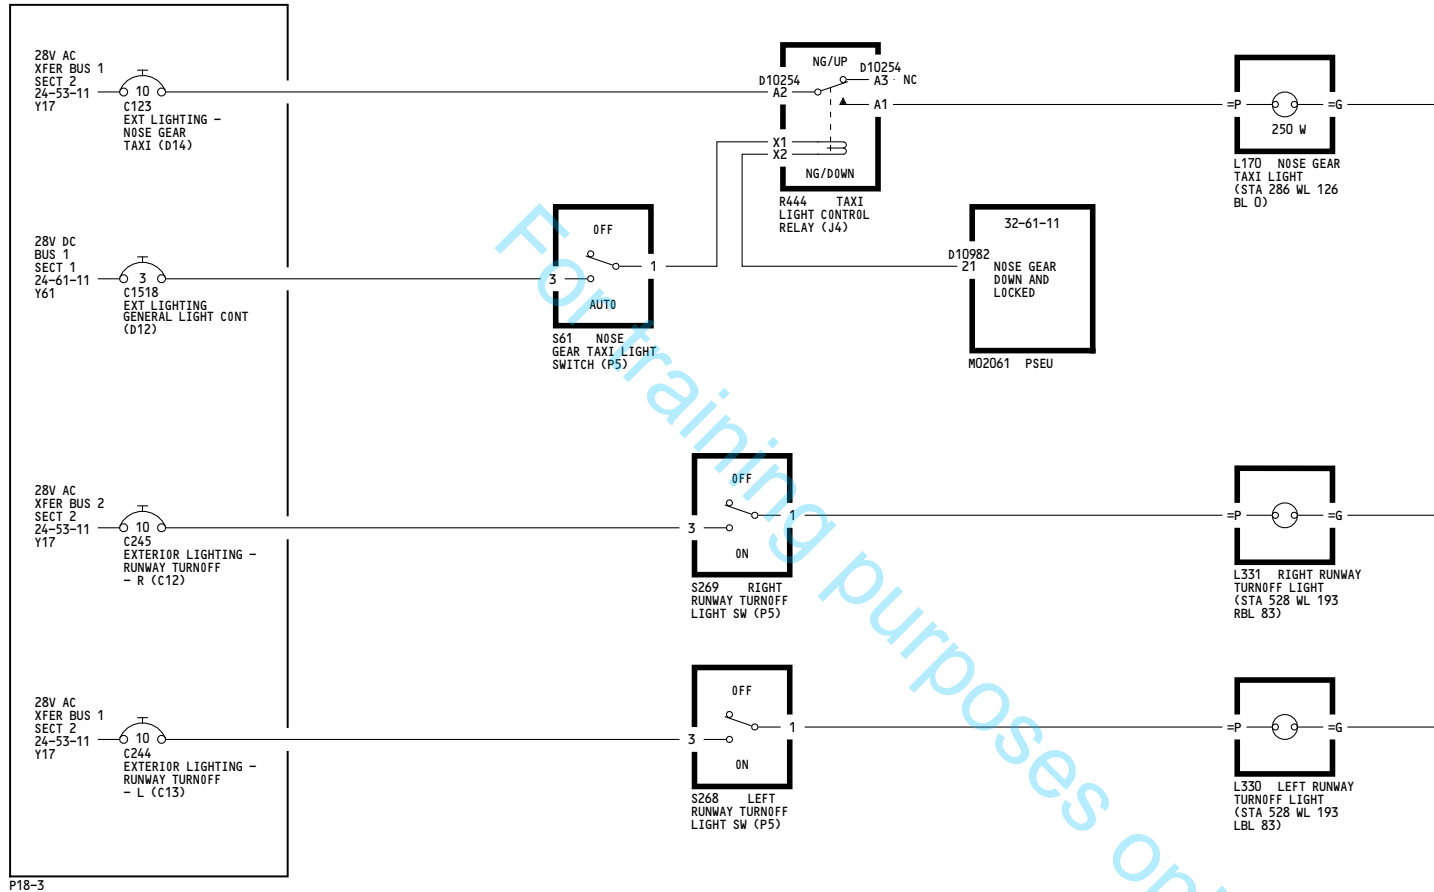 28V AC
XFER BUS 1
SECT 2
24-53-11
Y17
10
C123
EXT LIGHTING -
NOSE GEAR
TAXI (D14)
NG/UP
D10254
A2
D10254
A3 NC
A1
X1
X2
NG/DOWN
R444 TAXI
LIGHT CONTROL
RELAY (J4)
=P
=G
250 W
L170 NOSE GEAR
TAXI LIGHT
(STA 286 WL 126
BL 0)
28V DC
BUS 1
SECT 1
24-61-11
Y61
3
C1518
EXT LIGHTING
GENERAL LIGHT CONT
(D12)
OFF
3
1
AUTO
S61 NOSE
GEAR TAXI LIGHT
SWITCH (P5)
32-61-11
D10982
21 NOSE GEAR
DOWN AND
LOCKED
M02061 PSEU
28V AC
XFER BUS 2
SECT 2
24-53-11
Y17
10
C245
EXTERIOR LIGHTING -
RUNWAY TURNOFF
- R (C12)
OFF
3
1
ON
S269 RIGHT
RUNWAY TURNOFF
LIGHT SW (P5)
=P
=G
L331 RIGHT RUNWAY
TURNOFF LIGHT
(STA 528 WL 193
RBL 83)
28V AC
XFER BUS 1
SECT 2
24-53-11
Y17
10
C244
EXTERIOR LIGHTING -
RUNWAY TURNOFF
- L (C13)
OFF
3
1
ON
S268 LEFT
RUNWAY TURNOFF
LIGHT SW (P5)
=P
=G
L330 LEFT RUNWAY
TURNOFF LIGHT
(STA 528 WL 193
LBL 83)
P18-3
For training purposes on